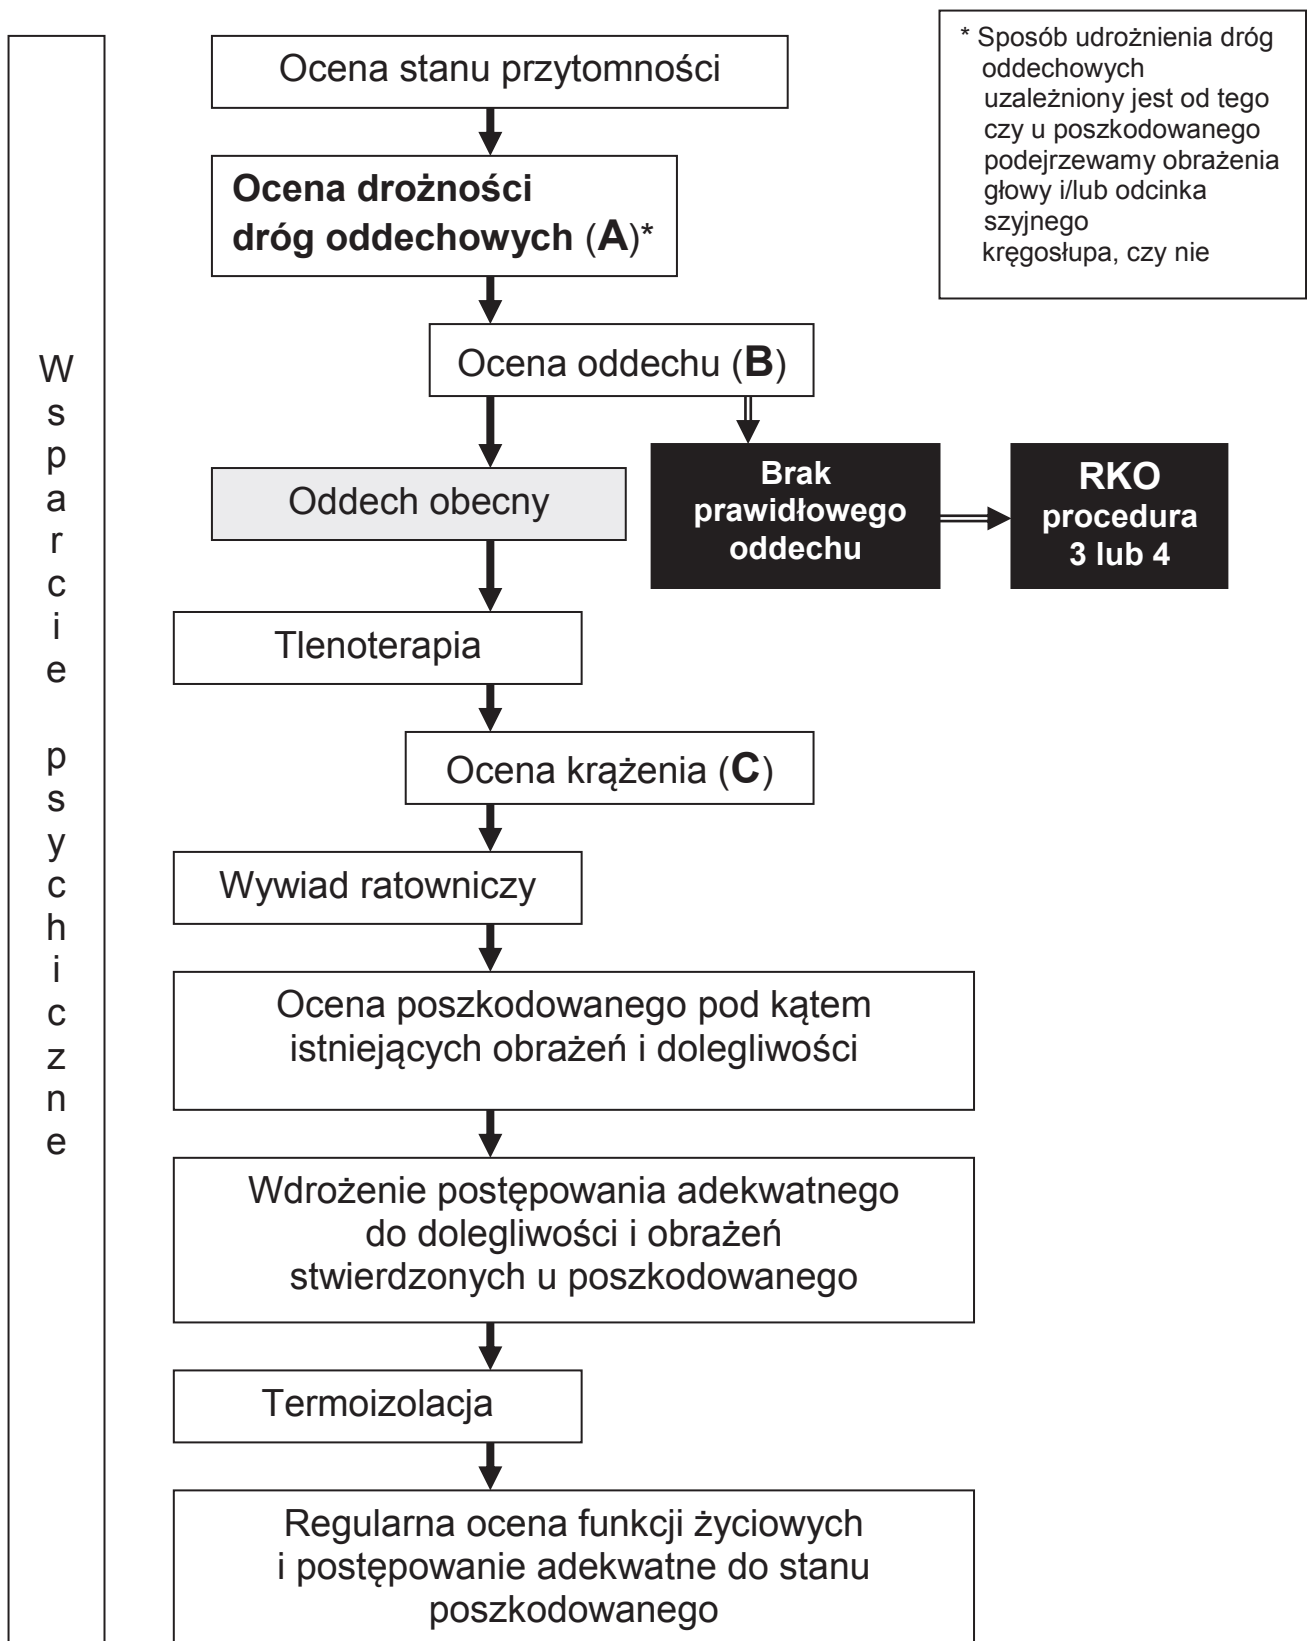 Ocena stanu przytomności
* Sposób udrożnienia dróg
oddechowych
uzależniony jest od tego
czy u poszkodowanego
podejrzewamy obrażenia
głowy i/lub odcinka
szyjnego
kręgosłupa, czy nie
Ocena drożności
dróg oddechowych (A)*
Ocena oddechu (B)
Oddech obecny
Brak
prawidłowego
oddechu
RKO
procedura
3 lub 4
Tlenoterapia
Ocena krążenia (C)
Wywiad ratowniczy
Ocena poszkodowanego pod kątem
istniejących obrażeń i dolegliwości
Wdrożenie postępowania adekwatnego
do dolegliwości i obrażeń
stwierdzonych u poszkodowanego
Termoizolacja
Regularna ocena funkcji życiowych
i postępowanie adekwatne do stanu
poszkodowanego
Wsparcie psychiczne